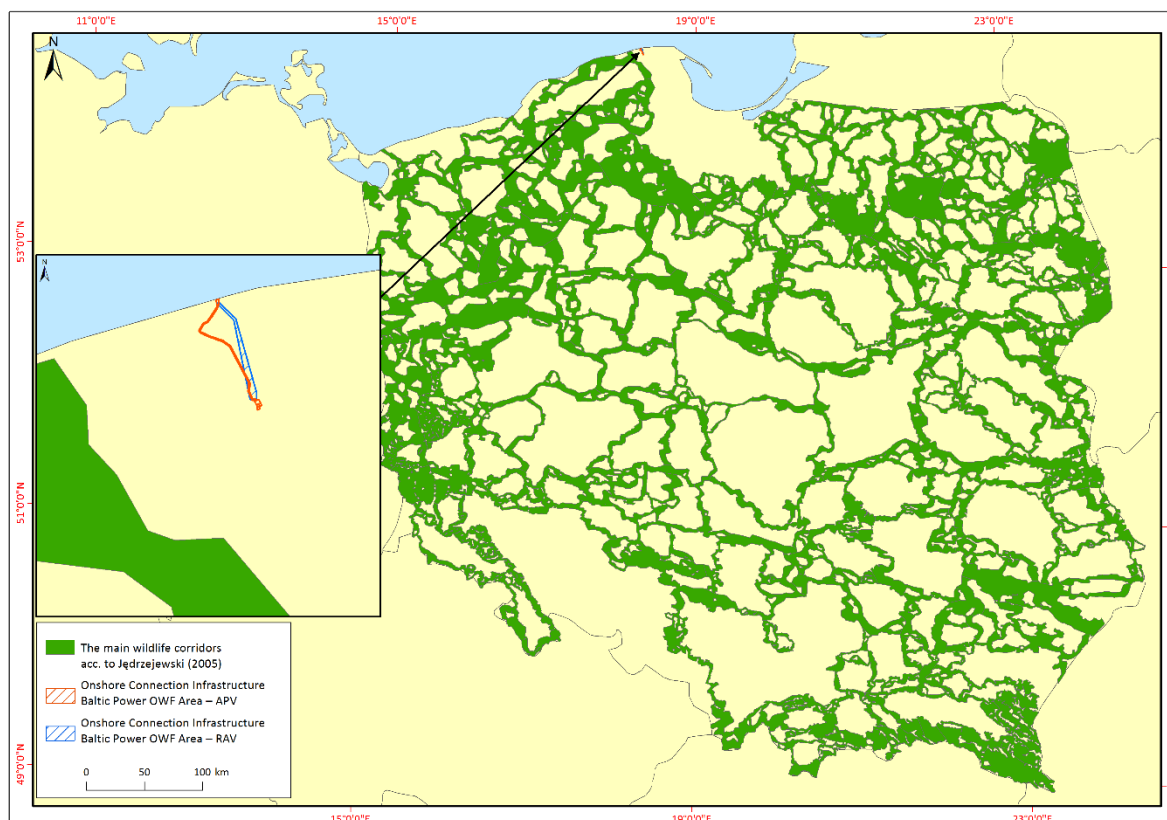 11°0'0"E 15°0'0"E 19°0'0"E 23°0'0"E
N
53°0'0"N
N
51°0'0"N
The main wildlife corridors
acc. to Jędrzejewski (2005)
Onshore Connection Infrastructure
Baltic Power OWF Area – APV
Onshore Connection Infrastructure
Baltic Power OWF Area – RAV
0 50 100 km
49°0'0"N
15°0'0"E 19°0'0"E 23°0'0"E